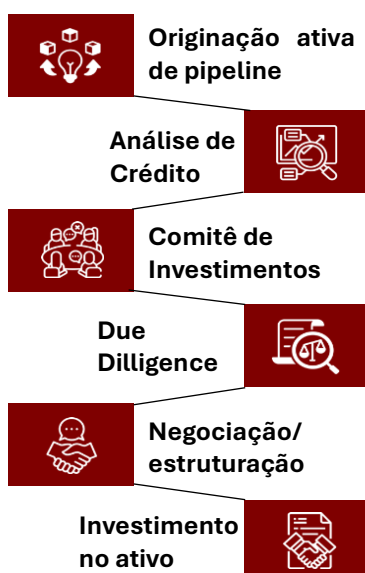 Originação ativa
de pipeline
Análise de
Crédito
Comitê de
Investimentos
Due
Dilligence
Negociação/
estruturação
Investimento
no ativo